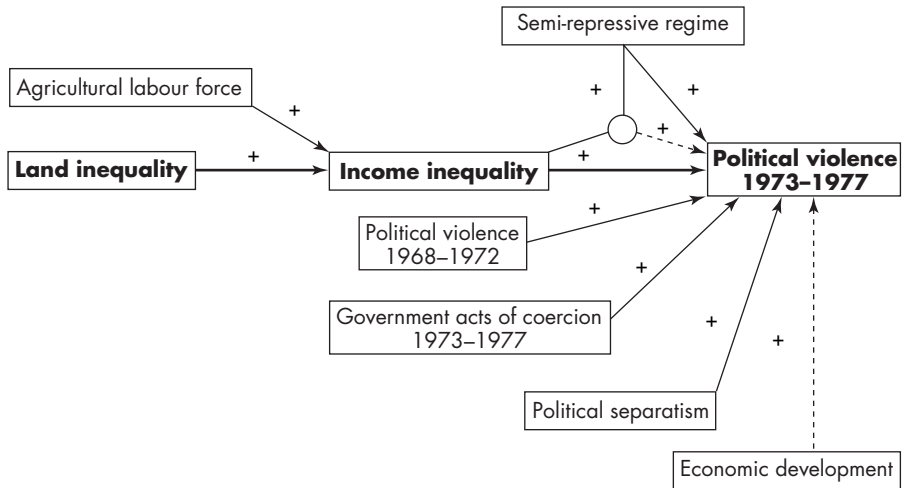 Semi-repressive regime
Agricultural labour force
+
+
+
+
Land inequality
+
Income inequality
+
Political violence
1973–1977
+
Political violence
1968–1972
+
Government acts of coercion
1973–1977
+
+
Political separatism
Economic development